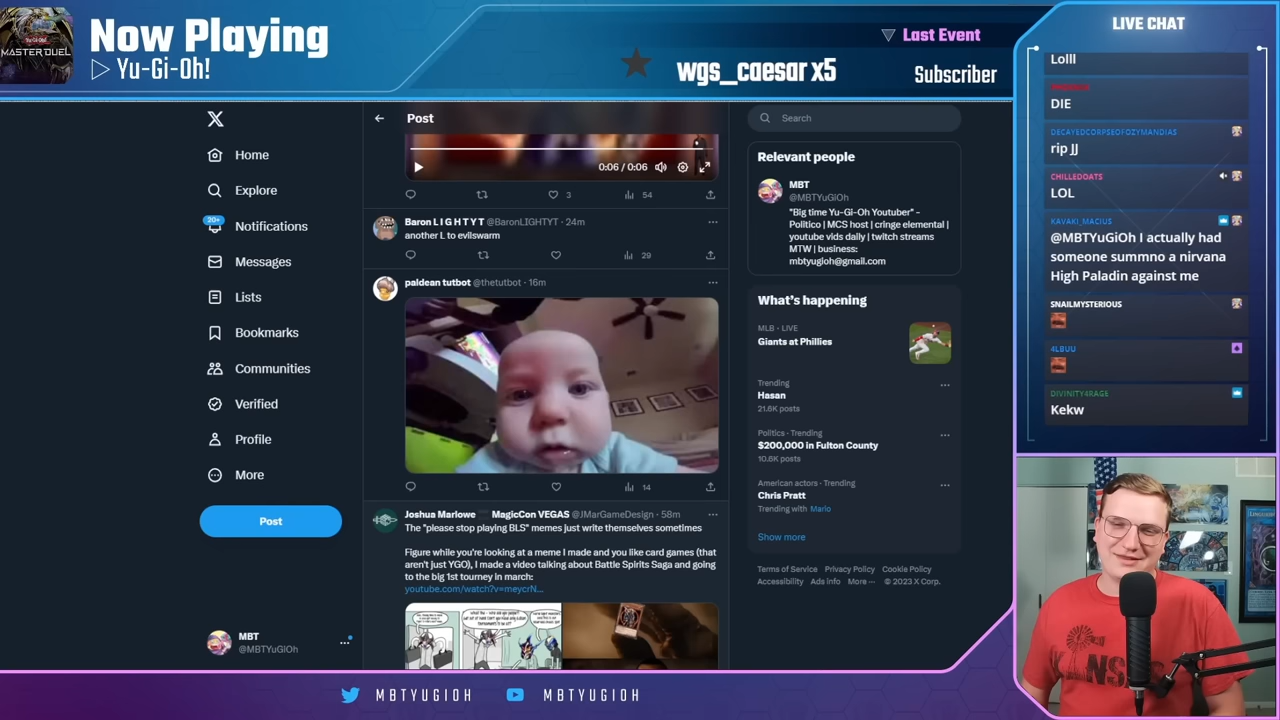 Now Playing
Yu-Gi-Oh!
MASTER DUEL
Last Event
wgs_caesar x5
Subscriber
LIVE CHAT
Home
Explore
20+
Notifications
Messages
Lists
Bookmarks
Communities
Verified
Profile
More
Post
MBT
@MBTYuGiOh
Post
0:06 / 0:06
3
54
Baron L I G H T Y T @BaronLIGHTYT · 24m
another L to evilswarm
29
paldean tutbot @thetutbot · 16m
14
Joshua Marlowe MagicCon VEGAS @JMarGameDesign · 58m
The "please stop playing BLS" memes just write themselves sometimes
Figure while you're looking at a meme I made and you like card games (that
aren't just YGO), I made a video talking about Battle Spirits Saga and going
to the big 1st tourney in march:
youtube.com/watch?v=meycrN...
Search
Relevant people
MBT
@MBTYuGiOh
"Big time Yu-Gi-Oh Youtuber" -
Politico | MCS host | cringe elemental |
youtube vids daily | twitch streams
MTW | business:
mbtyugioh@gmail.com
What's happening
MLB · LIVE
Giants at Phillies
Trending
Hasan
21.6K posts
Politics · Trending
$200,000 in Fulton County
10.6K posts
American actors · Trending
Chris Pratt
Trending with Mario
Show more
Terms of Service Privacy Policy Cookie Policy
Accessibility Ads info More ··· © 2023 X Corp.
Lolll
DIE
DECAYEDCORPSEOFOZYMANDIAS
rip JJ
CHILLEDOATS
LOL
KAVAKI_MACIUS
@MBTYuGiOh I actually had
someone summno a nirvana
High Paladin against me
SNAILMYSTERIOUS
4LBUU
DIVINITY4RAGE
Kekw
KANSAS
MBTYUGIOH
MBTYUGIOH